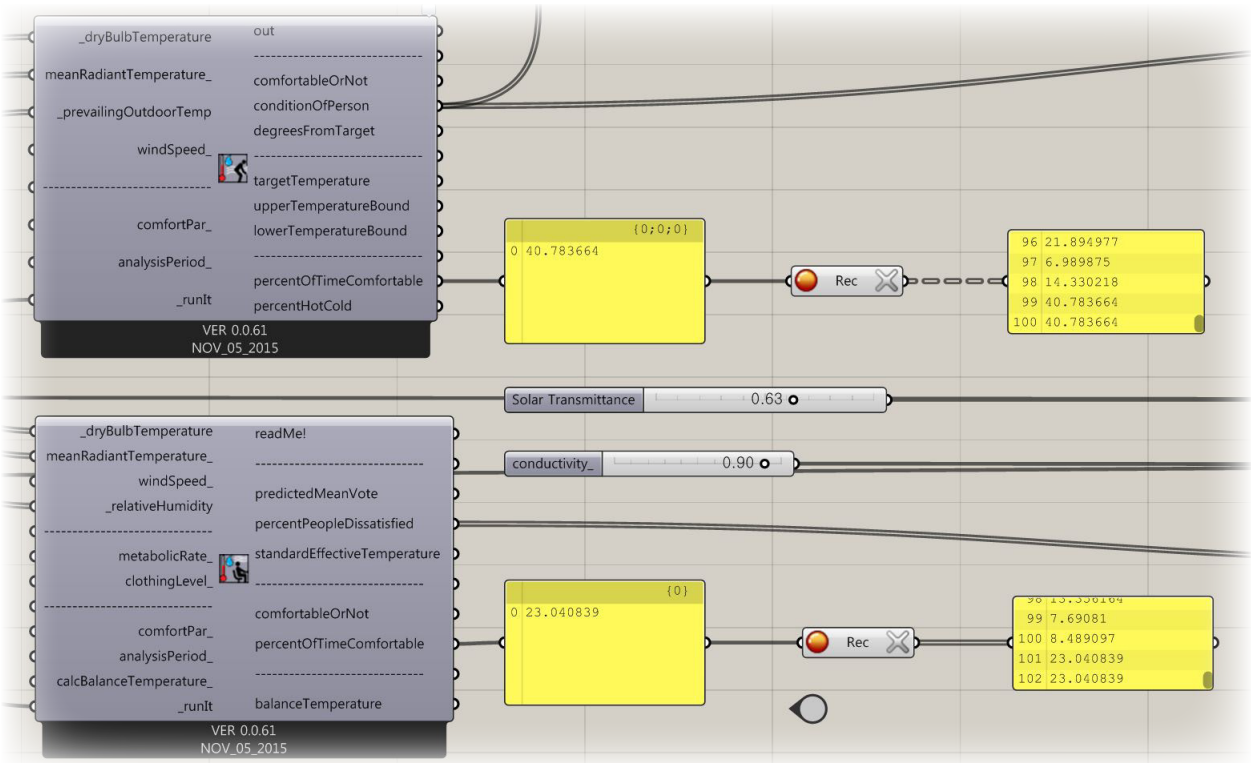 _dryBulbTemperature
meanRadiantTemperature_
_prevailingOutdoorTemp
windSpeed_
------------------------------
comfortPar_
analysisPeriod_
_runIt
out
------------------------------
comfortableOrNot
conditionOfPerson
degreesFromTarget
------------------------------
targetTemperature
upperTemperatureBound
lowerTemperatureBound
------------------------------
percentOfTimeComfortable
percentHotCold
VER 0.0.61
NOV_05_2015
{0;0;0}
0 40.783664
Rec
96 21.894977
97 6.989875
98 14.330218
99 40.783664
100 40.783664
Solar Transmittance 0.63
conductivity_ 0.90
_dryBulbTemperature
meanRadiantTemperature_
windSpeed_
_relativeHumidity
------------------------------
metabolicRate_
clothingLevel_
------------------------------
comfortPar_
analysisPeriod_
calcBalanceTemperature_
_runIt
readMe!
------------------------------
predictedMeanVote
percentPeopleDissatisfied
standardEffectiveTemperature
------------------------------
comfortableOrNot
percentOfTimeComfortable
------------------------------
balanceTemperature
VER 0.0.61
NOV_05_2015
{0}
0 23.040839
Rec
98 13.356164
99 7.69081
100 8.489097
101 23.040839
102 23.040839